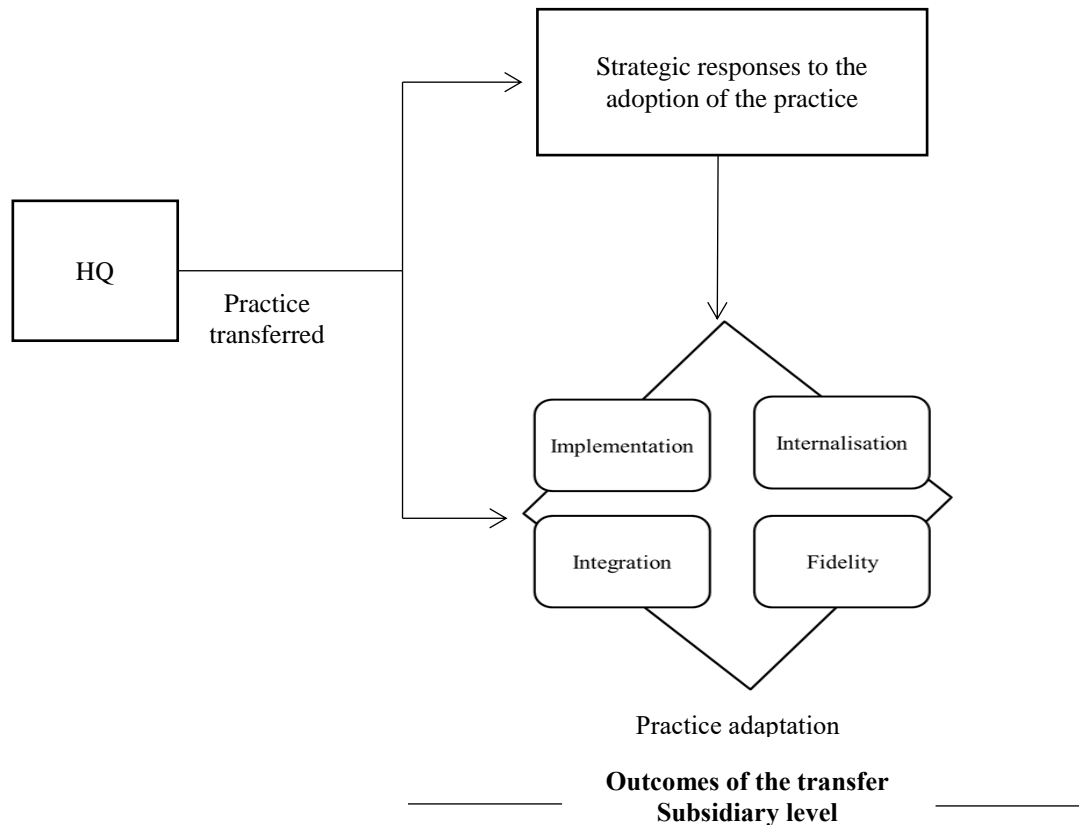 Strategic responses to the
adoption of the practice
HQ
Practice
transferred
Implementation
Internalisation
Integration
Fidelity
Practice adaptation
Outcomes of the transfer
Subsidiary level